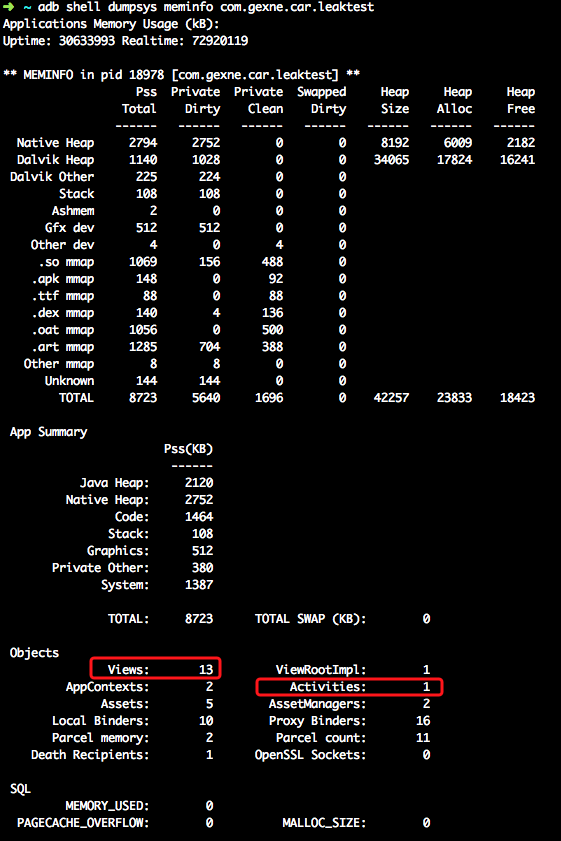 ➜ ~ adb shell dumpsys meminfo com.gexne.car.leaktest
Applications Memory Usage (kB):
Uptime: 30633993 Realtime: 72920119
** MEMINFO in pid 18978 [com.gexne.car.leaktest] **
Pss Private Private Swapped Heap Heap Heap
Total Dirty Clean Dirty Size Alloc Free
------ ------ ------ ------ ------ ------ ------
Native Heap 2794 2752 0 0 8192 6009 2182
Dalvik Heap 1140 1028 0 0 34065 17824 16241
Dalvik Other 225 224 0 0
Stack 108 108 0 0
Ashmem 2 0 0 0
Gfx dev 512 512 0 0
Other dev 4 0 4 0
.so mmap 1069 156 488 0
.apk mmap 148 0 92 0
.ttf mmap 88 0 88 0
.dex mmap 140 4 136 0
.oat mmap 1056 0 500 0
.art mmap 1285 704 388 0
Other mmap 8 8 0 0
Unknown 144 144 0 0
TOTAL 8723 5640 1696 0 42257 23833 18423
App Summary
Pss(KB)
------
Java Heap: 2120
Native Heap: 2752
Code: 1464
Stack: 108
Graphics: 512
Private Other: 380
System: 1387
TOTAL: 8723 TOTAL SWAP (KB): 0
Objects
Views: 13 ViewRootImpl: 1
AppContexts: 2 Activities: 1
Assets: 5 AssetManagers: 2
Local Binders: 10 Proxy Binders: 16
Parcel memory: 2 Parcel count: 11
Death Recipients: 1 OpenSSL Sockets: 0
SQL
MEMORY_USED: 0
PAGECACHE_OVERFLOW: 0 MALLOC_SIZE: 0